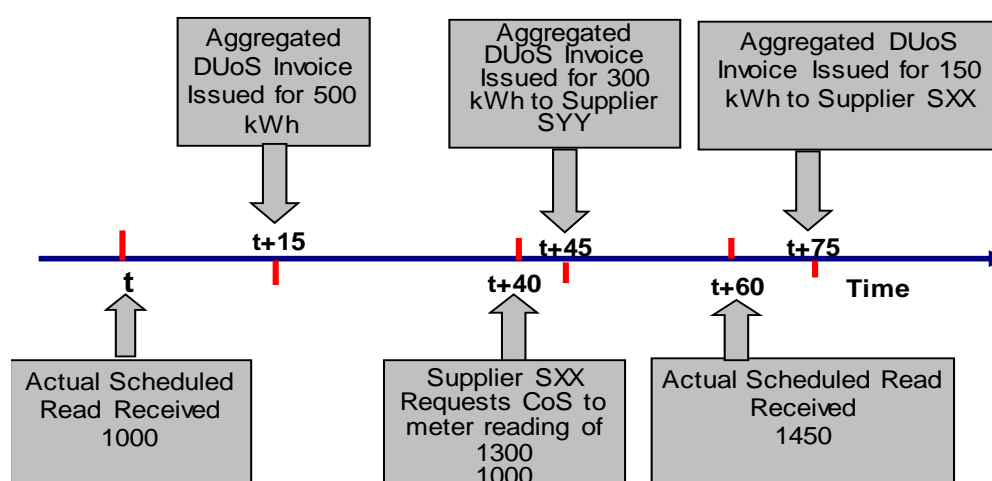 Aggregated
DUoS Invoice
Issued for 500
kWh
Aggregated
DUoS Invoice
Issued for 300
kWh to Supplier
SYY
Aggregated DUoS
Invoice Issued for 150
kWh to Supplier SXX
t+15
t+45
t+75
t
t+40
t+60
Time
Actual Scheduled
Read Received
1000
Supplier SXX
Requests CoS to
meter reading of
1300
1000
Actual Scheduled Read
Received
1450